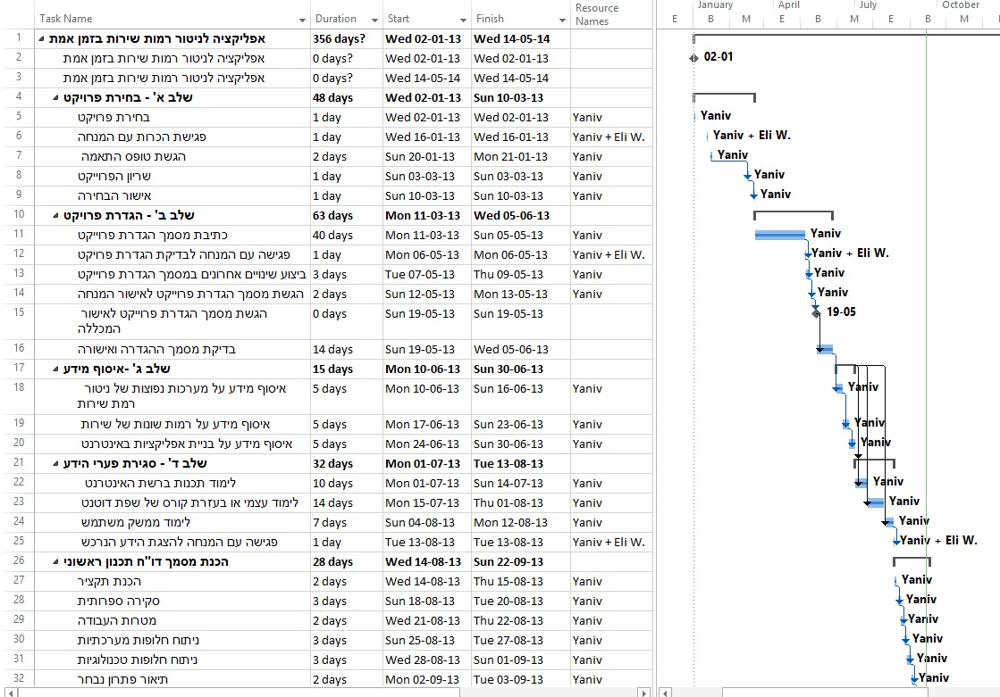 Task Name Duration Start Finish Resource Names
January April July October
E B M E B M E B M
1 אפליקציה לניטור רמות שירות בזמן אמת 356 days? Wed 02-01-13 Wed 14-05-14
2 אפליקציה לניטור רמות שירות בזמן אמת 0 days? Wed 02-01-13 Wed 02-01-13 02-01
3 אפליקציה לניטור רמות שירות בזמן אמת 0 days? Wed 14-05-14 Wed 14-05-14
4 שלב א' - בחירת פרויקט 48 days Wed 02-01-13 Sun 10-03-13
5 בחירת פרויקט 1 day Wed 02-01-13 Wed 02-01-13 Yaniv Yaniv
6 פגישת הכרות עם המנחה 1 day Wed 16-01-13 Wed 16-01-13 Yaniv + Eli W. Yaniv + Eli W.
7 הגשת טופס התאמה 2 days Sun 20-01-13 Mon 21-01-13 Yaniv Yaniv
8 שריון הפרוייקט 1 day Sun 03-03-13 Sun 03-03-13 Yaniv Yaniv
9 אישור הבחירה 1 day Sun 10-03-13 Sun 10-03-13 Yaniv Yaniv
10 שלב ב' - הגדרת פרויקט 63 days Mon 11-03-13 Wed 05-06-13
11 כתיבת מסמך הגדרת פרוייקט 40 days Mon 11-03-13 Sun 05-05-13 Yaniv Yaniv
12 פגישה עם המנחה לבדיקת הגדרת פרויקט 1 day Mon 06-05-13 Mon 06-05-13 Yaniv + Eli W. Yaniv + Eli W.
13 ביצוע שינויים אחרונים במסמך הגדרת פרוייקט 3 days Tue 07-05-13 Thu 09-05-13 Yaniv Yaniv
14 הגשת מסמך הגדרת פרוייקט לאישור המנחה 2 days Sun 12-05-13 Mon 13-05-13 Yaniv Yaniv
15 הגשת מסמך הגדרת פרוייקט לאישור 0 days Sun 19-05-13 Sun 19-05-13 19-05
המכללה
16 בדיקת מסמך ההגדרה ואישורה 14 days Sun 19-05-13 Wed 05-06-13
17 שלב ג' -איסוף מידע 15 days Mon 10-06-13 Sun 30-06-13
18 איסוף מידע על מערכות נפוצות של ניטור 5 days Mon 10-06-13 Sun 16-06-13 Yaniv Yaniv
רמת שירות
19 איסוף מידע על רמות שונות של שירות 5 days Mon 17-06-13 Sun 23-06-13 Yaniv Yaniv
20 איסוף מידע על בניית אפליקציות באינטרנט 5 days Mon 24-06-13 Sun 30-06-13 Yaniv Yaniv
21 שלב ד' - סגירת פערי הידע 32 days Mon 01-07-13 Tue 13-08-13
22 לימוד תכנות ברשת האינטרנט 10 days Mon 01-07-13 Sun 14-07-13 Yaniv Yaniv
23 לימוד עצמי או בעזרת קורס של שפת דוטנט 14 days Mon 15-07-13 Thu 01-08-13 Yaniv Yaniv
24 לימוד ממשק משתמש 7 days Sun 04-08-13 Mon 12-08-13 Yaniv Yaniv
25 פגישה עם המנחה להצגת הידע הנרכש 1 day Tue 13-08-13 Tue 13-08-13 Yaniv + Eli W. Yaniv + Eli W.
26 הכנת מסמך דו"ח תכנון ראשוני 28 days Wed 14-08-13 Sun 22-09-13
27 הכנת תקציר 2 days Wed 14-08-13 Thu 15-08-13 Yaniv Yaniv
28 סקירה ספרותית 3 days Sun 18-08-13 Tue 20-08-13 Yaniv Yaniv
29 מטרות העבודה 2 days Wed 21-08-13 Thu 22-08-13 Yaniv Yaniv
30 ניתוח חלופות מערכתיות 3 days Sun 25-08-13 Tue 27-08-13 Yaniv Yaniv
31 ניתוח חלופות טכנולוגיות 3 days Wed 28-08-13 Sun 01-09-13 Yaniv Yaniv
32 תיאור פתרון נבחר 2 days Mon 02-09-13 Tue 03-09-13 Yaniv Yaniv